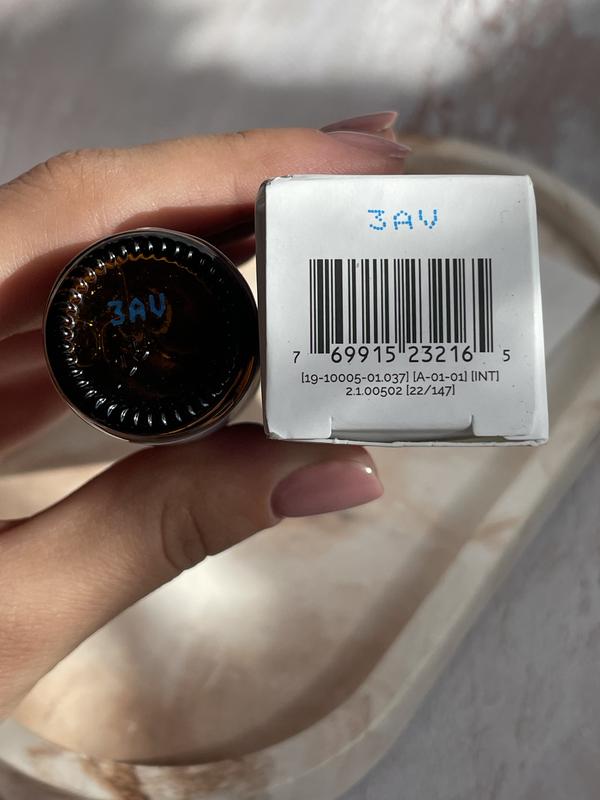 3AV
3AV
7 69915 23216 5
[19-10005-01.037] [A-01-01] [INT]
2.1.00502 [22/147]